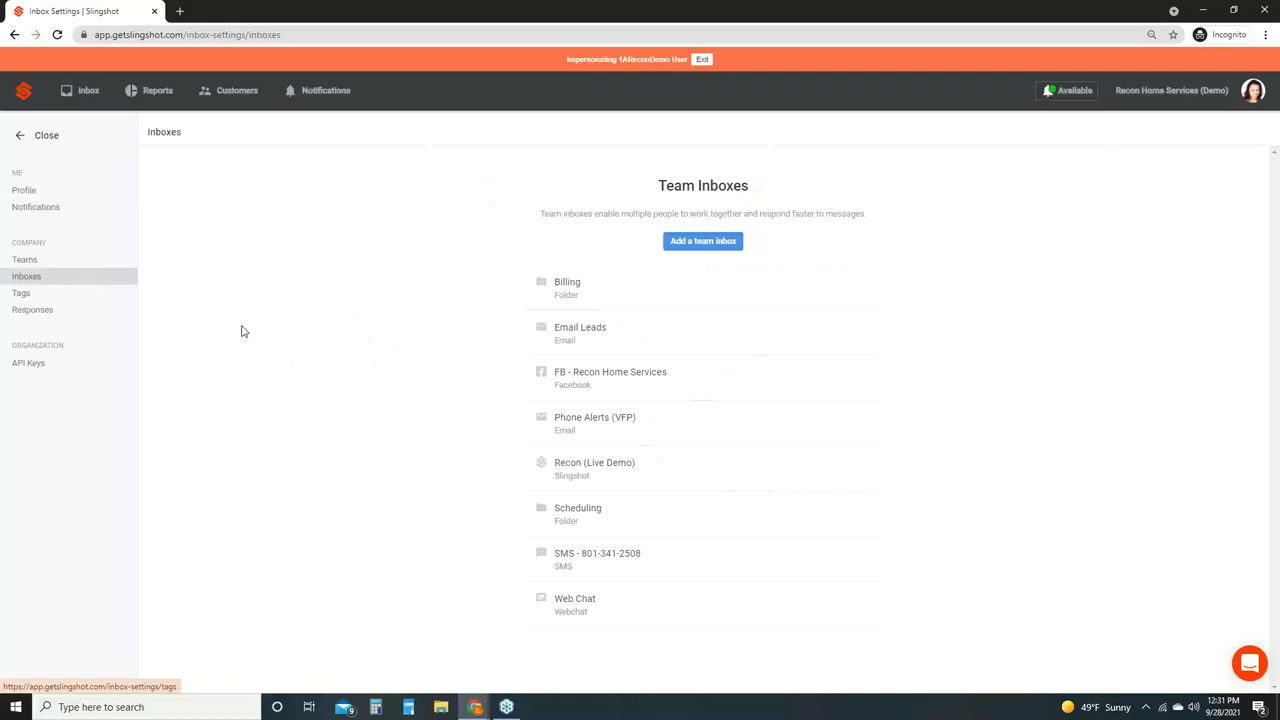 Inbox Settings | Slingshot
app.getslingshot.com/inbox-settings/inboxes
Incognito
Impersonating 1AReconDemo User Exit
Inbox
Reports
Customers
Notifications
Available
Recon Home Services (Demo)
Close
Inboxes
ME
Profile
Notifications
COMPANY
Teams
Inboxes
Tags
Responses
ORGANIZATION
API Keys
Team Inboxes
Team inboxes enable multiple people to work together and respond faster to messages.
Add a team inbox
Billing
Folder
Email Leads
Email
FB - Recon Home Services
Facebook
Phone Alerts (VFP)
Email
Recon (Live Demo)
Slingshot
Scheduling
Folder
SMS - 801-341-2508
SMS
Web Chat
Webchat
https://app.getslingshot.com/inbox-settings/tags
Type here to search
9
49°F Sunny
12:31 PM
9/28/2021
2